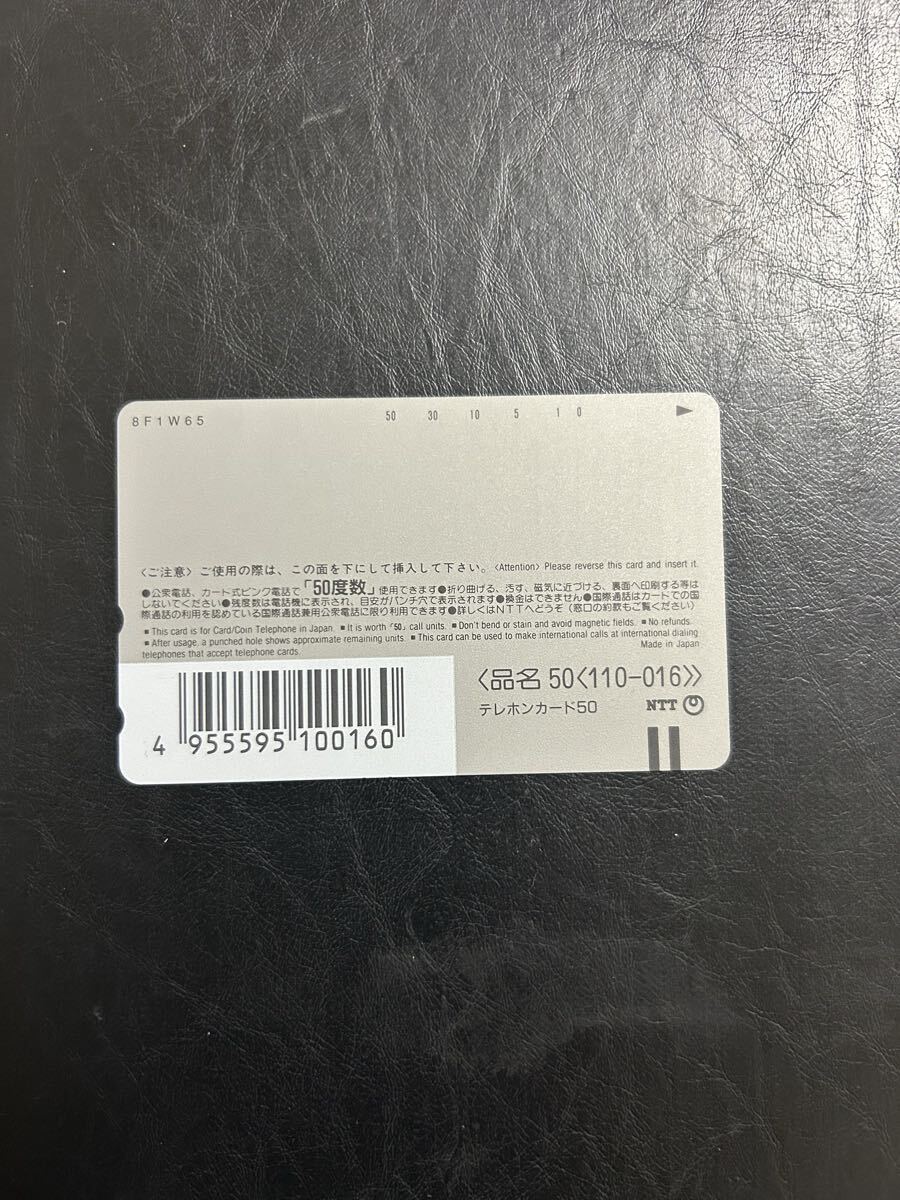 8F1W65
50 30 10 5 1 0
〈ご注意〉ご使用の際は、この面を下にして挿入して下さい。〈Attention〉Please reverse this card and insert it.
●公衆電話、カード式ピンク電話で「50度数」使用できます●折り曲げる、汚す、磁気に近づける、裏面へ印刷する等は
しないでください●残度数は電話機に表示され、目安がパンチ穴で表示されます●換金はできません●国際通話はカードでの国
際通話の利用を認めている国際通話兼用公衆電話に限り利用できます●詳しくはNTTへどうぞ（窓口の約款もご覧ください）
■This card is for Card/Coin Telephone in Japan. ■It is worth「50」call units. ■Don't bend or stain and avoid magnetic fields. ■No refunds.
■After usage, a punched hole shows approximate remaining units. ■This card can be used to make international calls at international dialing
telephones that accept telephone cards.
Made in Japan
〈品名 50〈110-016〉〉
テレホンカード50
NTT
4 955595 100160